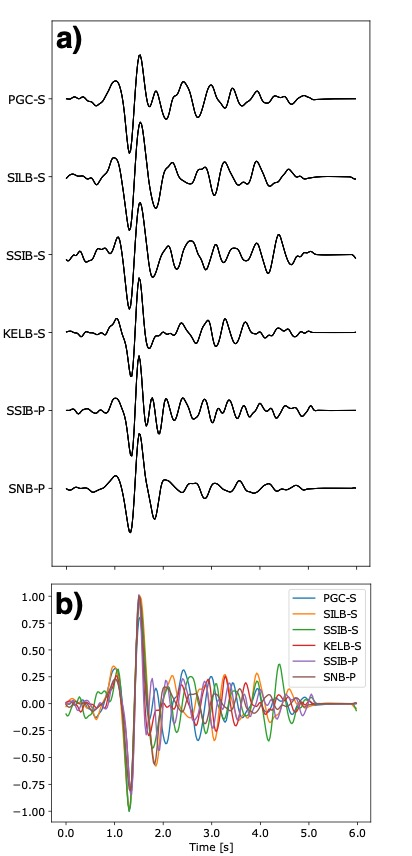 a)
PGC-S
SILB-S
SSIB-S
KELB-S
SSIB-P
SNB-P
b)
1.00
0.75
0.50
0.25
0.00
−0.25
−0.50
−0.75
−1.00
PGC-S
SILB-S
SSIB-S
KELB-S
SSIB-P
SNB-P
0.0 1.0 2.0 3.0 4.0 5.0 6.0
Time [s]